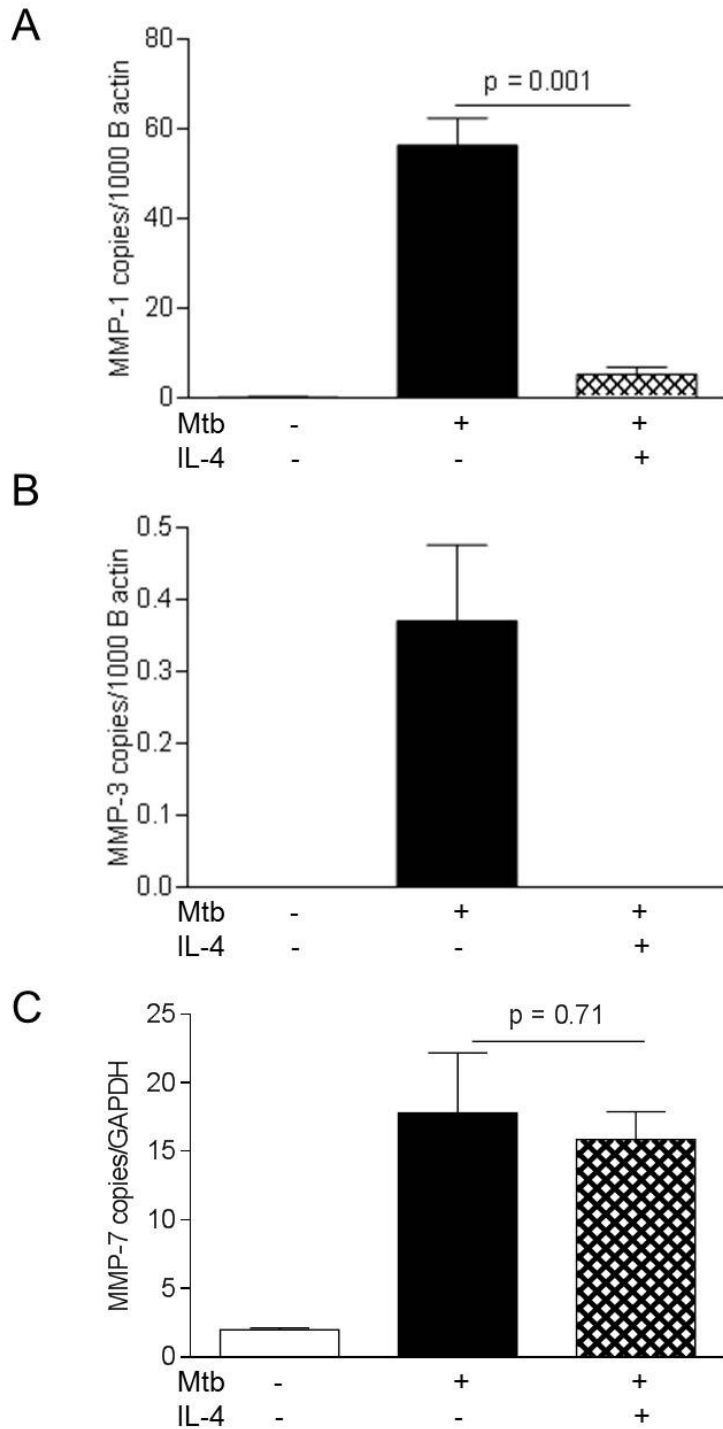 A
MMP-1 copies/1000 B actin
80
60
40
20
0
p = 0.001
Mtb - + +
IL-4 - - +
B
MMP-3 copies/1000 B actin
0.5
0.4
0.3
0.2
0.1
0.0
Mtb - + +
IL-4 - - +
C
MMP-7 copies/GAPDH
25
20
15
10
5
0
p = 0.71
Mtb - + +
IL-4 - - +